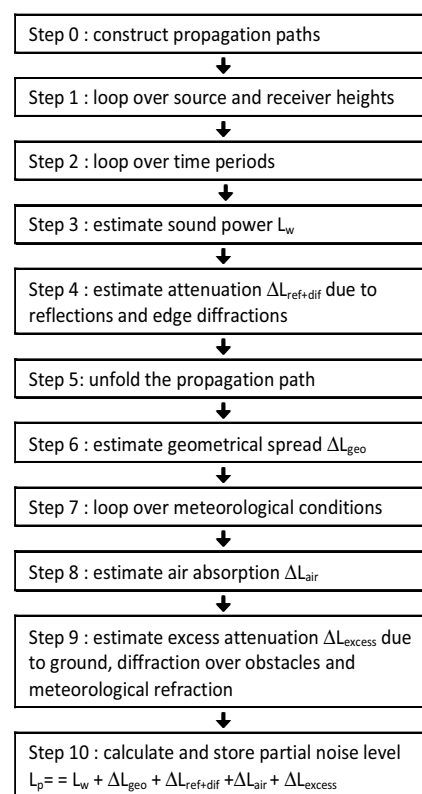 Step 0 : construct propagation paths
Step 1 : loop over source and receiver heights
Step 2 : loop over time periods
Step 3 : estimate sound power Lw
Step 4 : estimate attenuation ΔLref+dif due to
reflections and edge diffractions
Step 5: unfold the propagation path
Step 6 : estimate geometrical spread ΔLgeo
Step 7 : loop over meteorological conditions
Step 8 : estimate air absorption ΔLair
Step 9 : estimate excess attenuation ΔLexcess due
to ground, diffraction over obstacles and
meteorological refraction
Step 10 : calculate and store partial noise level
Lp= = Lw + ΔLgeo + ΔLref+dif +ΔLair + ΔLexcess